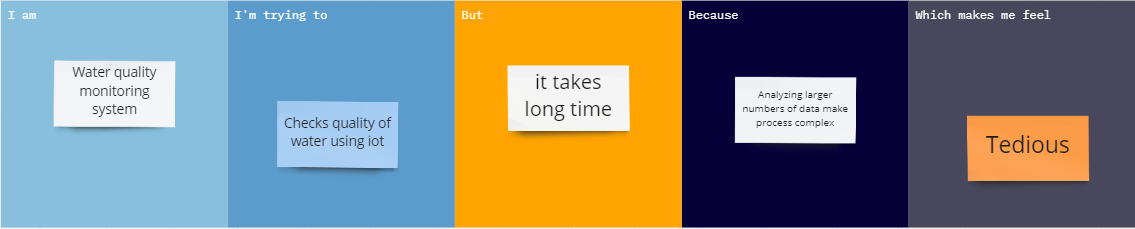 I am
Water quality
monitoring
system
I'm trying to
Checks quality of
water using iot
But
it takes
long time
Because
Analyzing larger
numbers of data make
process complex
Which makes me feel
Tedious